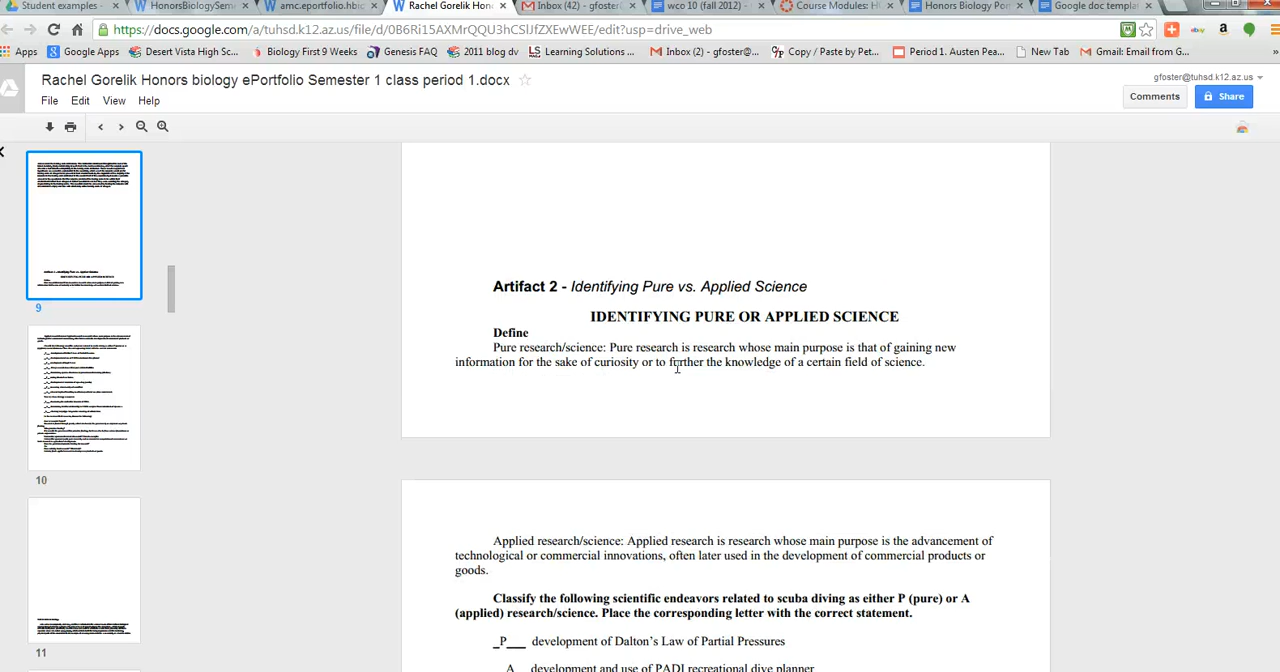 Student examples -
HonorsBiologySem
amc.eportfolio.hbio
Rachel Gorelik Hon
Inbox (42) - gfoster@
wco 10 (fall 2012) -
Course Modules: H
Honors Biology Por
Google doc templat
https://docs.google.com/a/tuhsd.k12.az.us/file/d/0B6Ri15AXMrQQU3hCSlJfZXEwWEE/edit?usp=drive_web
Apps Google Apps Desert Vista High Sc... Biology First 9 Weeks Genesis FAQ 2011 blog dv Learning Solutions ... Inbox (2) - gfoster@... Copy / Paste by Pet... Period 1. Austen Pea... New Tab Gmail: Email from G... »
Rachel Gorelik Honors biology ePortfolio Semester 1 class period 1.docx
gfoster@tuhsd.k12.az.us
File Edit View Help
Comments
Share
Artifact 2 - Identifying Pure vs. Applied Science
IDENTIFYING PURE OR APPLIED SCIENCE
Define
Pure research/science: Pure research is research whose main purpose is that of gaining new
information for the sake of curiosity or to further the knowledge of a certain field of science.
9
Applied research/science: Applied research is research whose main purpose is the advancement of
technological or commercial innovations, often later used in the development of commercial products or
goods.
Classify the following scientific endeavors related to scuba diving as either P (pure) or A
(applied) research/science. Place the corresponding letter with the correct statement.
_P___ development of Dalton's Law of Partial Pressures
A development and use of PADI recreational dive planner
10
11